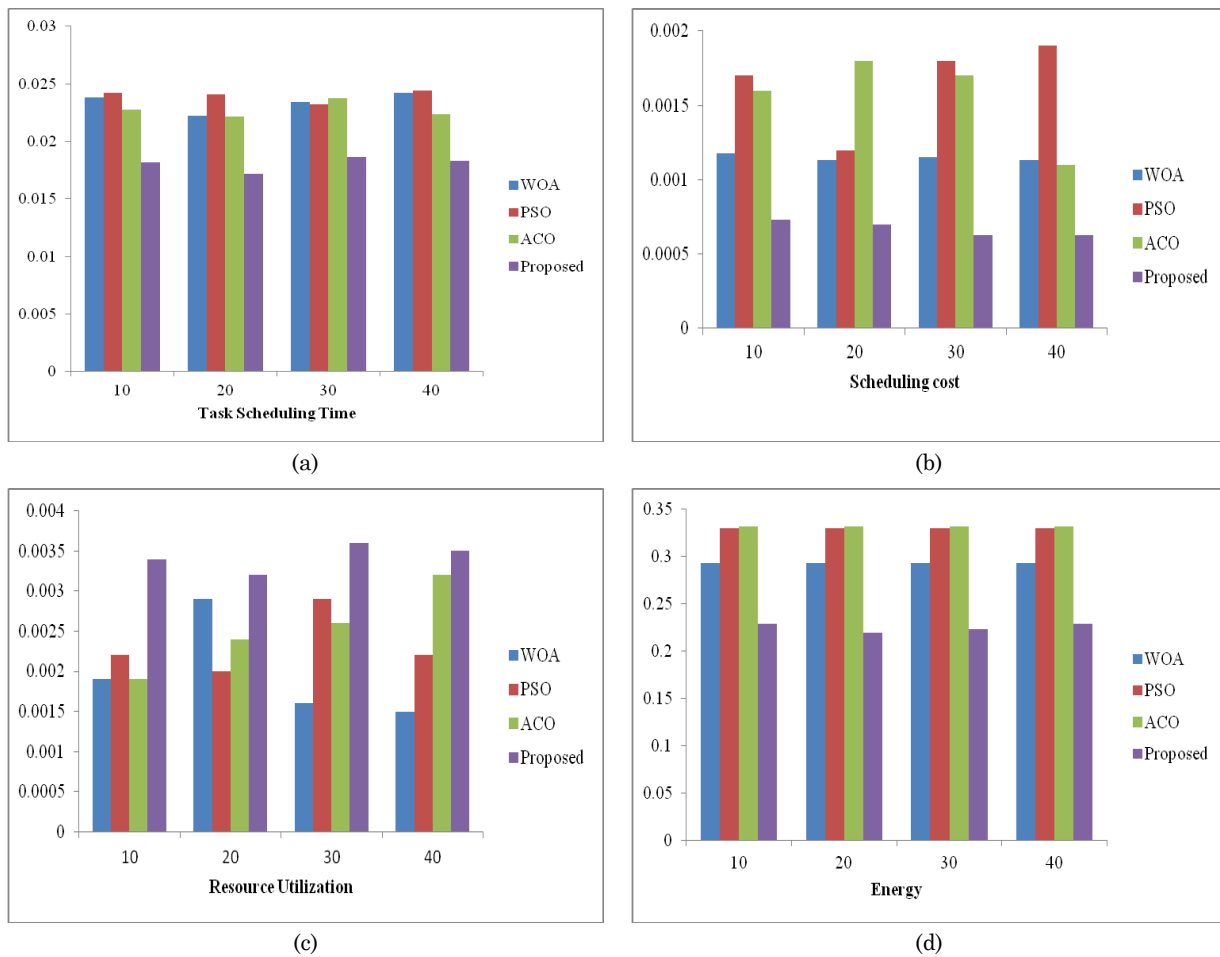 0.03
0.025
0.02
0.015
0.01
0.005
0
10 20 30 40
Task Scheduling Time
WOA
PSO
ACO
Proposed
(a)
0.002
0.0015
0.001
0.0005
0
10 20 30 40
Scheduling cost
WOA
PSO
ACO
Proposed
(b)
0.004
0.0035
0.003
0.0025
0.002
0.0015
0.001
0.0005
0
10 20 30 40
Resource Utilization
WOA
PSO
ACO
Proposed
(c)
0.35
0.3
0.25
0.2
0.15
0.1
0.05
0
10 20 30 40
Energy
WOA
PSO
ACO
Proposed
(d)